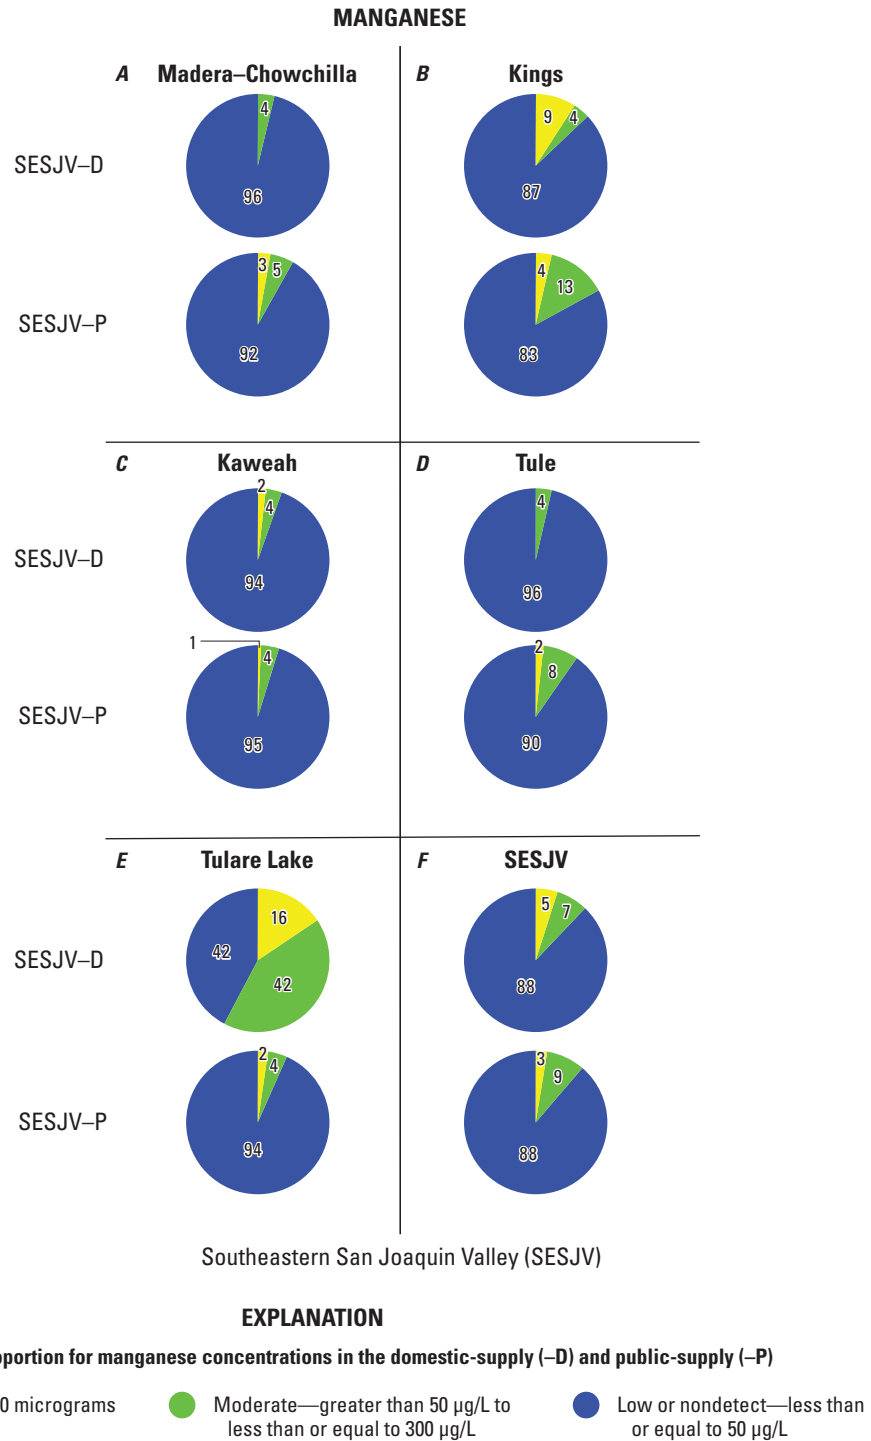 MANGANESE
A Madera–Chowchilla
B Kings
SESJV–D
4
96
9
4
87
SESJV–P
3
5
92
4
13
83
C Kaweah
D Tule
SESJV–D
2
4
94
4
96
SESJV–P
1
4
95
2
8
90
E Tulare Lake
F SESJV
SESJV–D
16
42
42
5
7
88
SESJV–P
2
4
94
3
9
88
Southeastern San Joaquin Valley (SESJV)
EXPLANATION
for manganese concentrations in the domestic-supply (–D) and public-supply (–P)
micrograms
Moderate—greater than 50 µg/L to
less than or equal to 300 µg/L
Low or nondetect—less than
or equal to 50 µg/L